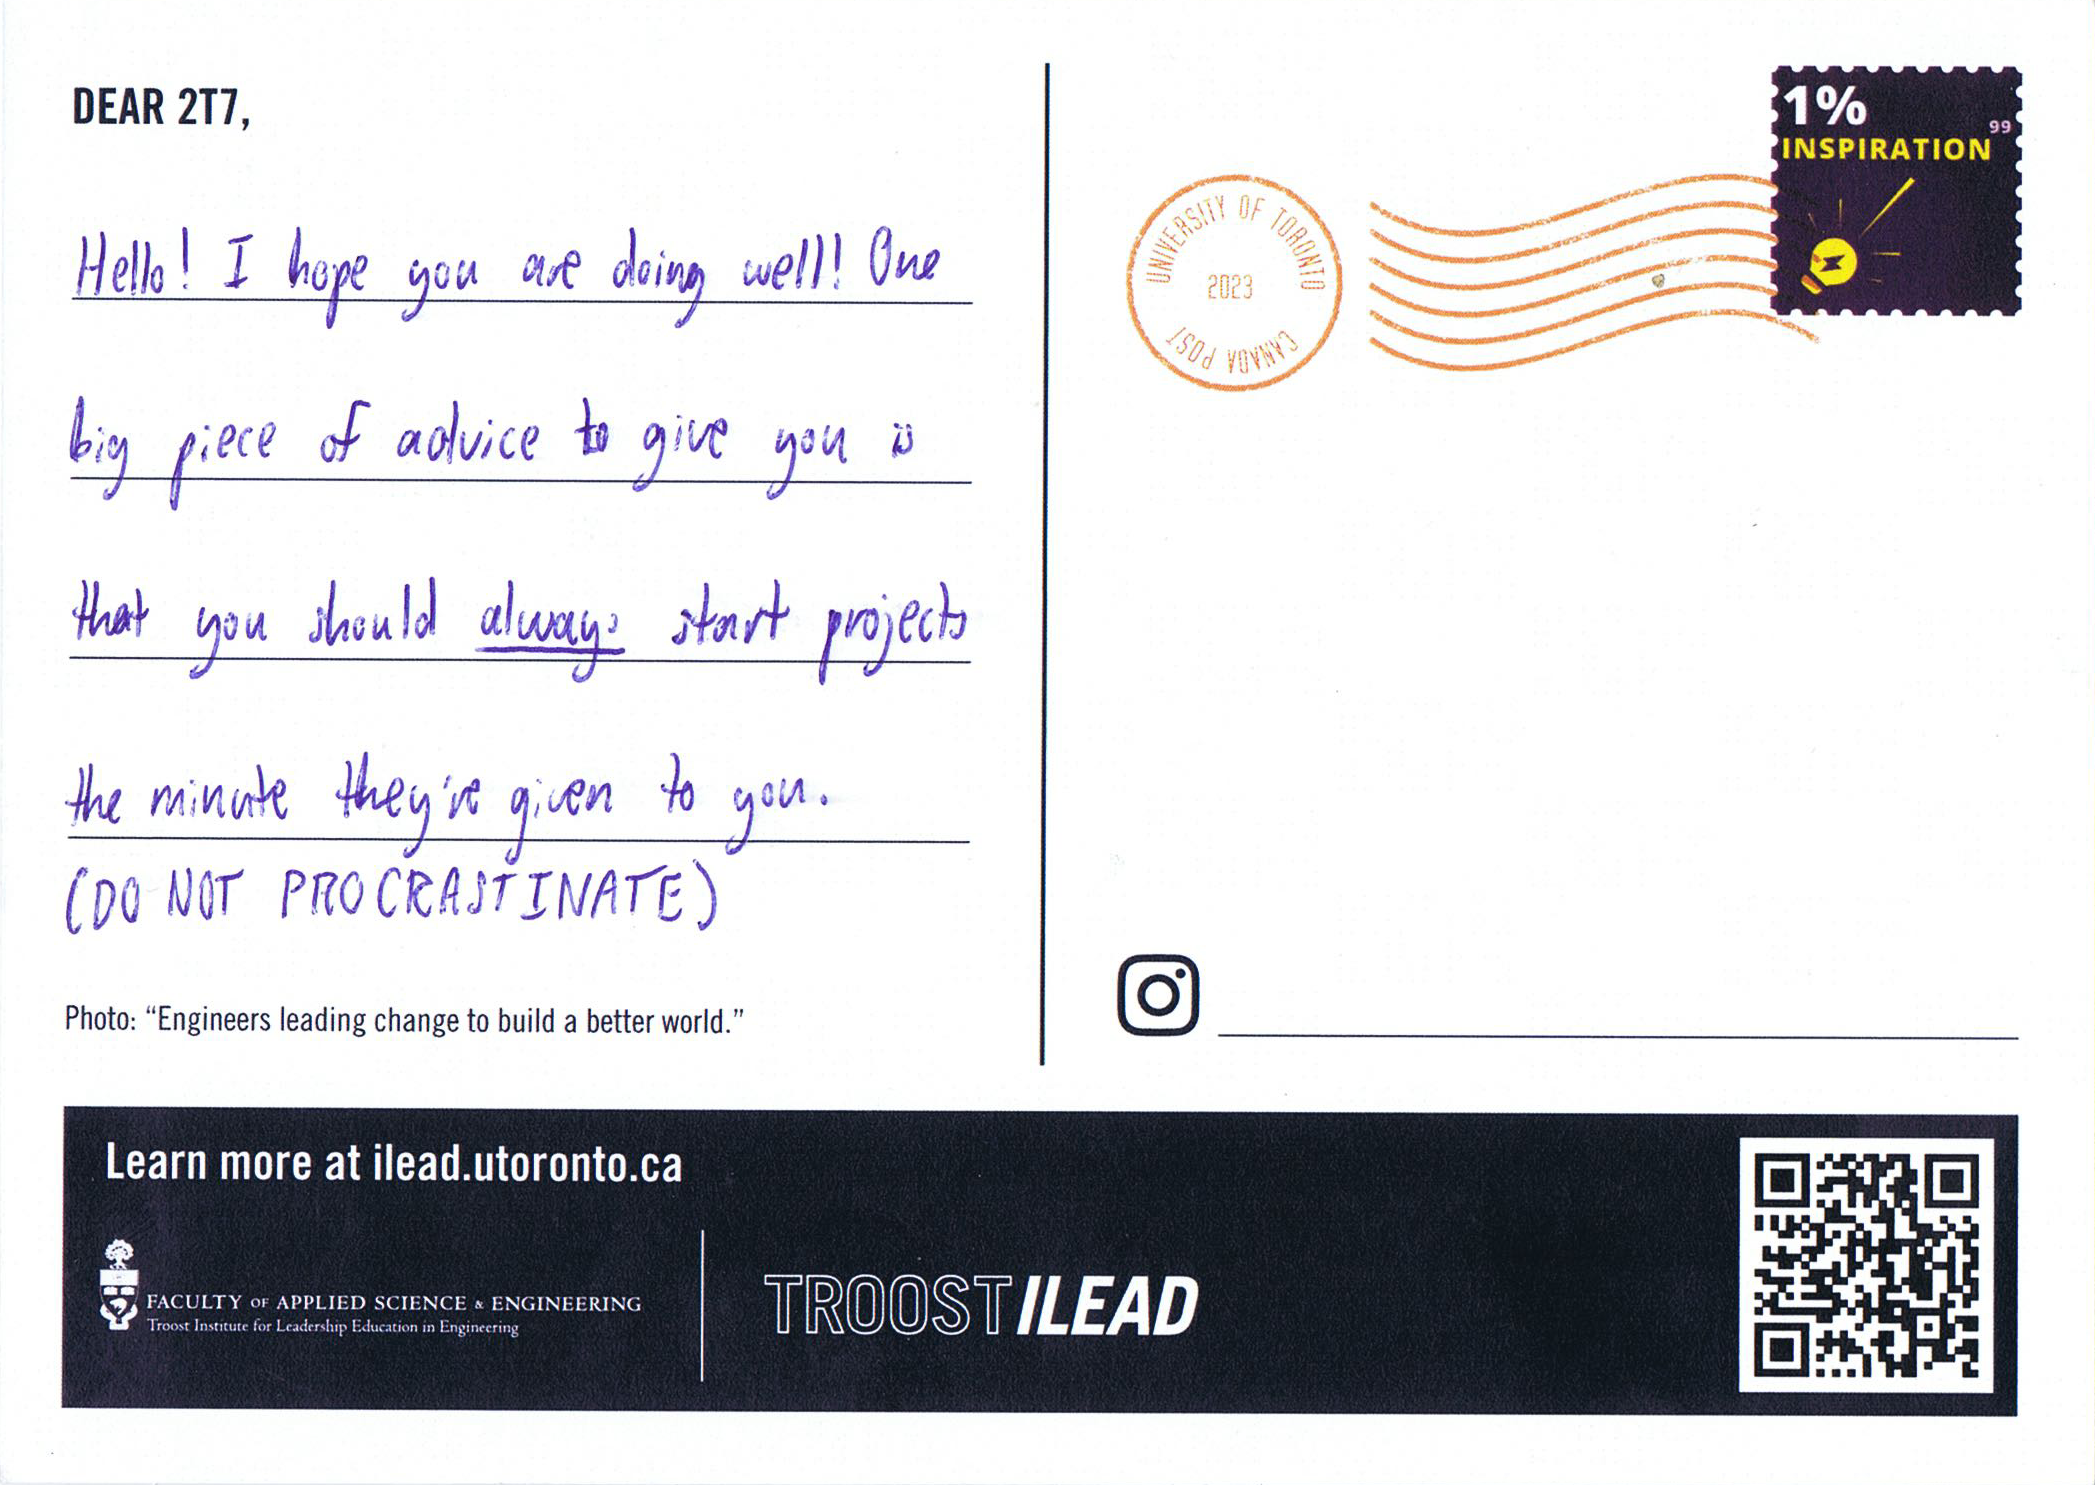 DEAR 2T7,
Hello! I hope you are doing well! One
big piece of advice to give you is
that you should always start projects
the minute they're given to you.
(DO NOT PROCRASTINATE)
Photo: “Engineers leading change to build a better world.”
1%
99
INSPIRATION
UNIVERSITY OF TORONTO
2023
CANADA POST
Learn more at ilead.utoronto.ca
FACULTY OF APPLIED SCIENCE & ENGINEERING
Troost Institute for Leadership Education in Engineering
TROOST ILEAD